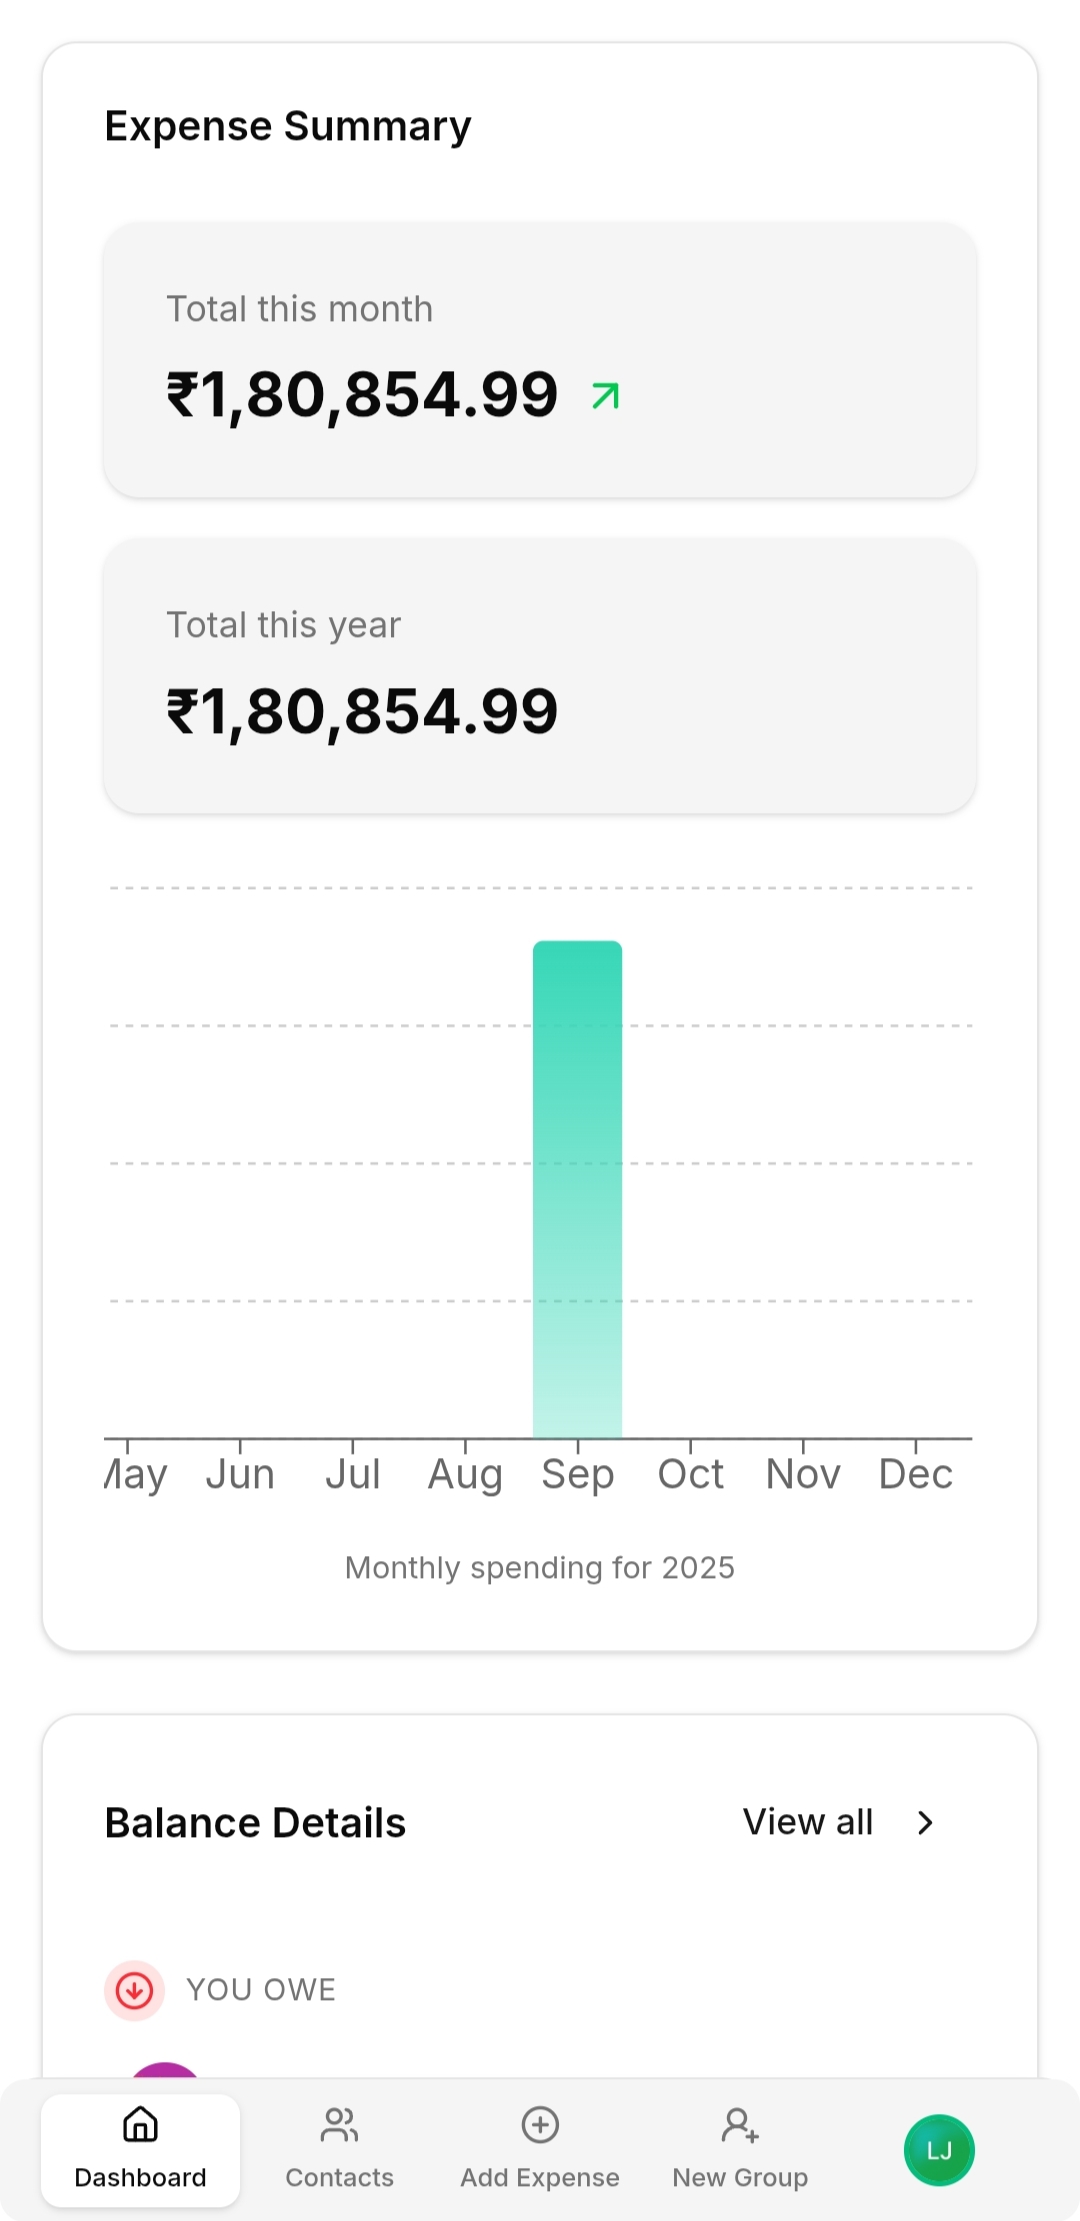 Expense Summary
Total this month
₹1,80,854.99
Total this year
₹1,80,854.99
May Jun Jul Aug Sep Oct Nov Dec
Monthly spending for 2025
Balance Details
View all
YOU OWE
Dashboard
Contacts
Add Expense
New Group
LJ